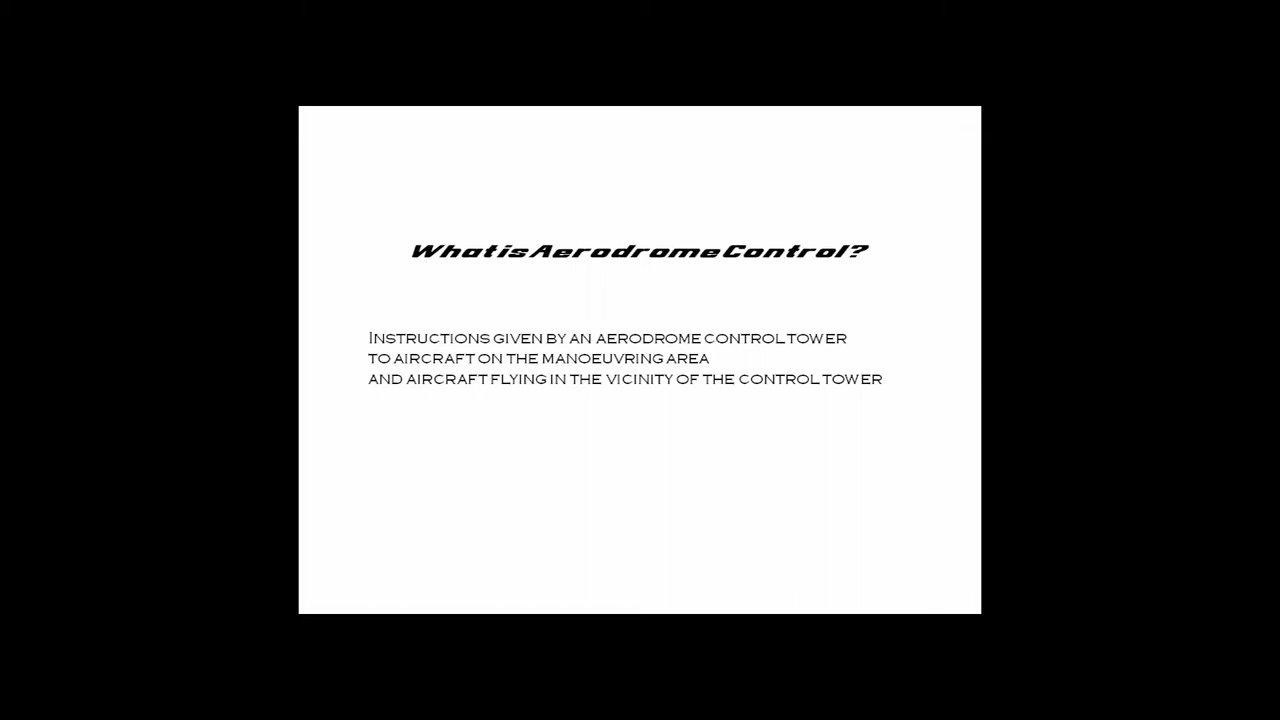 What is Aerodrome Control?
INSTRUCTIONS GIVEN BY AN AERODROME CONTROL TOWER
TO AIRCRAFT ON THE MANOEUVRING AREA
AND AIRCRAFT FLYING IN THE VICINITY OF THE CONTROL TOWER